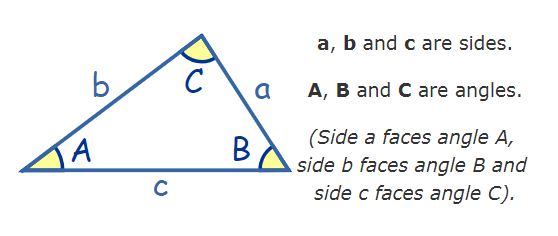 b
C
a
A
B
c
a, b and c are sides.
A, B and C are angles.
(Side a faces angle A,
side b faces angle B and
side c faces angle C).